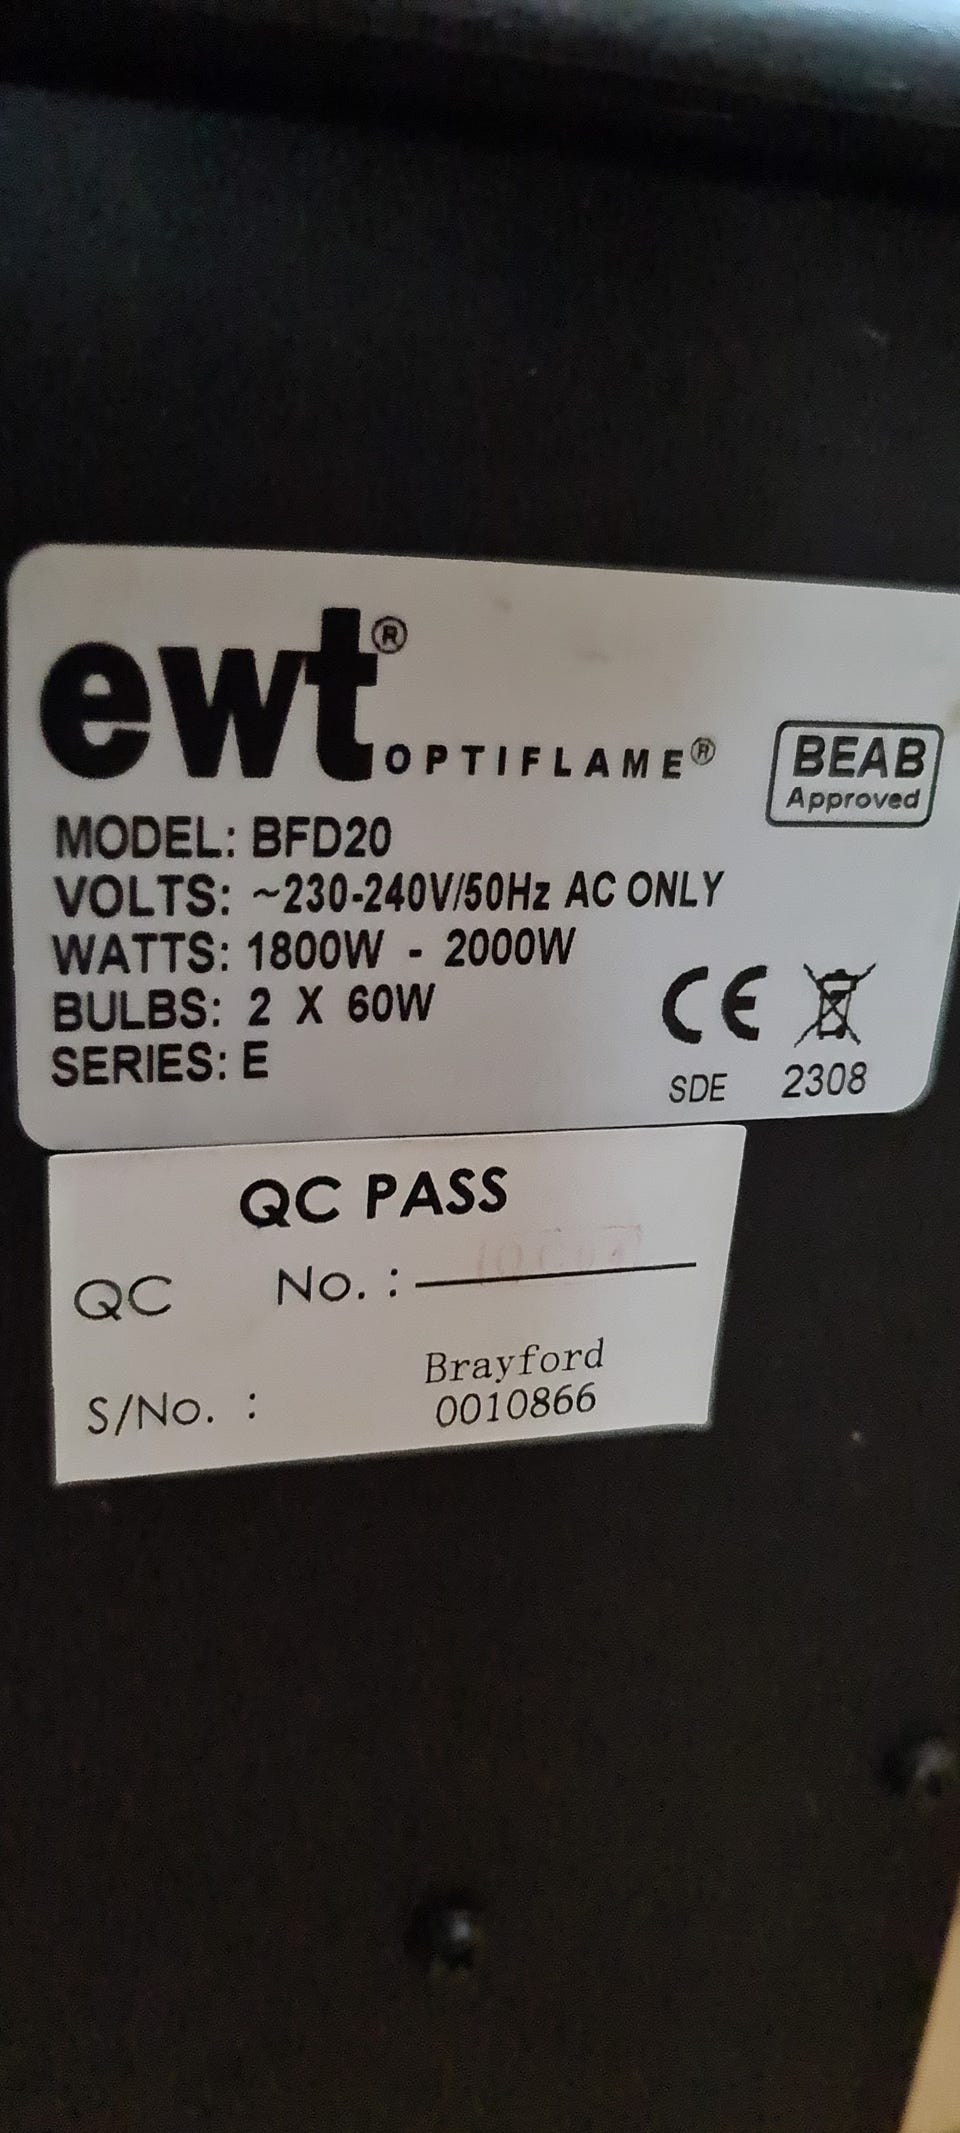 ewt®
OPTIFLAME®
BEAB
Approved
MODEL: BFD20
VOLTS: ~230-240V/50Hz AC ONLY
WATTS: 1800W - 2000W
BULBS: 2 X 60W
SERIES: E
CE
SDE 2308
QC PASS
QC No. :
Brayford
S/No. : 0010866